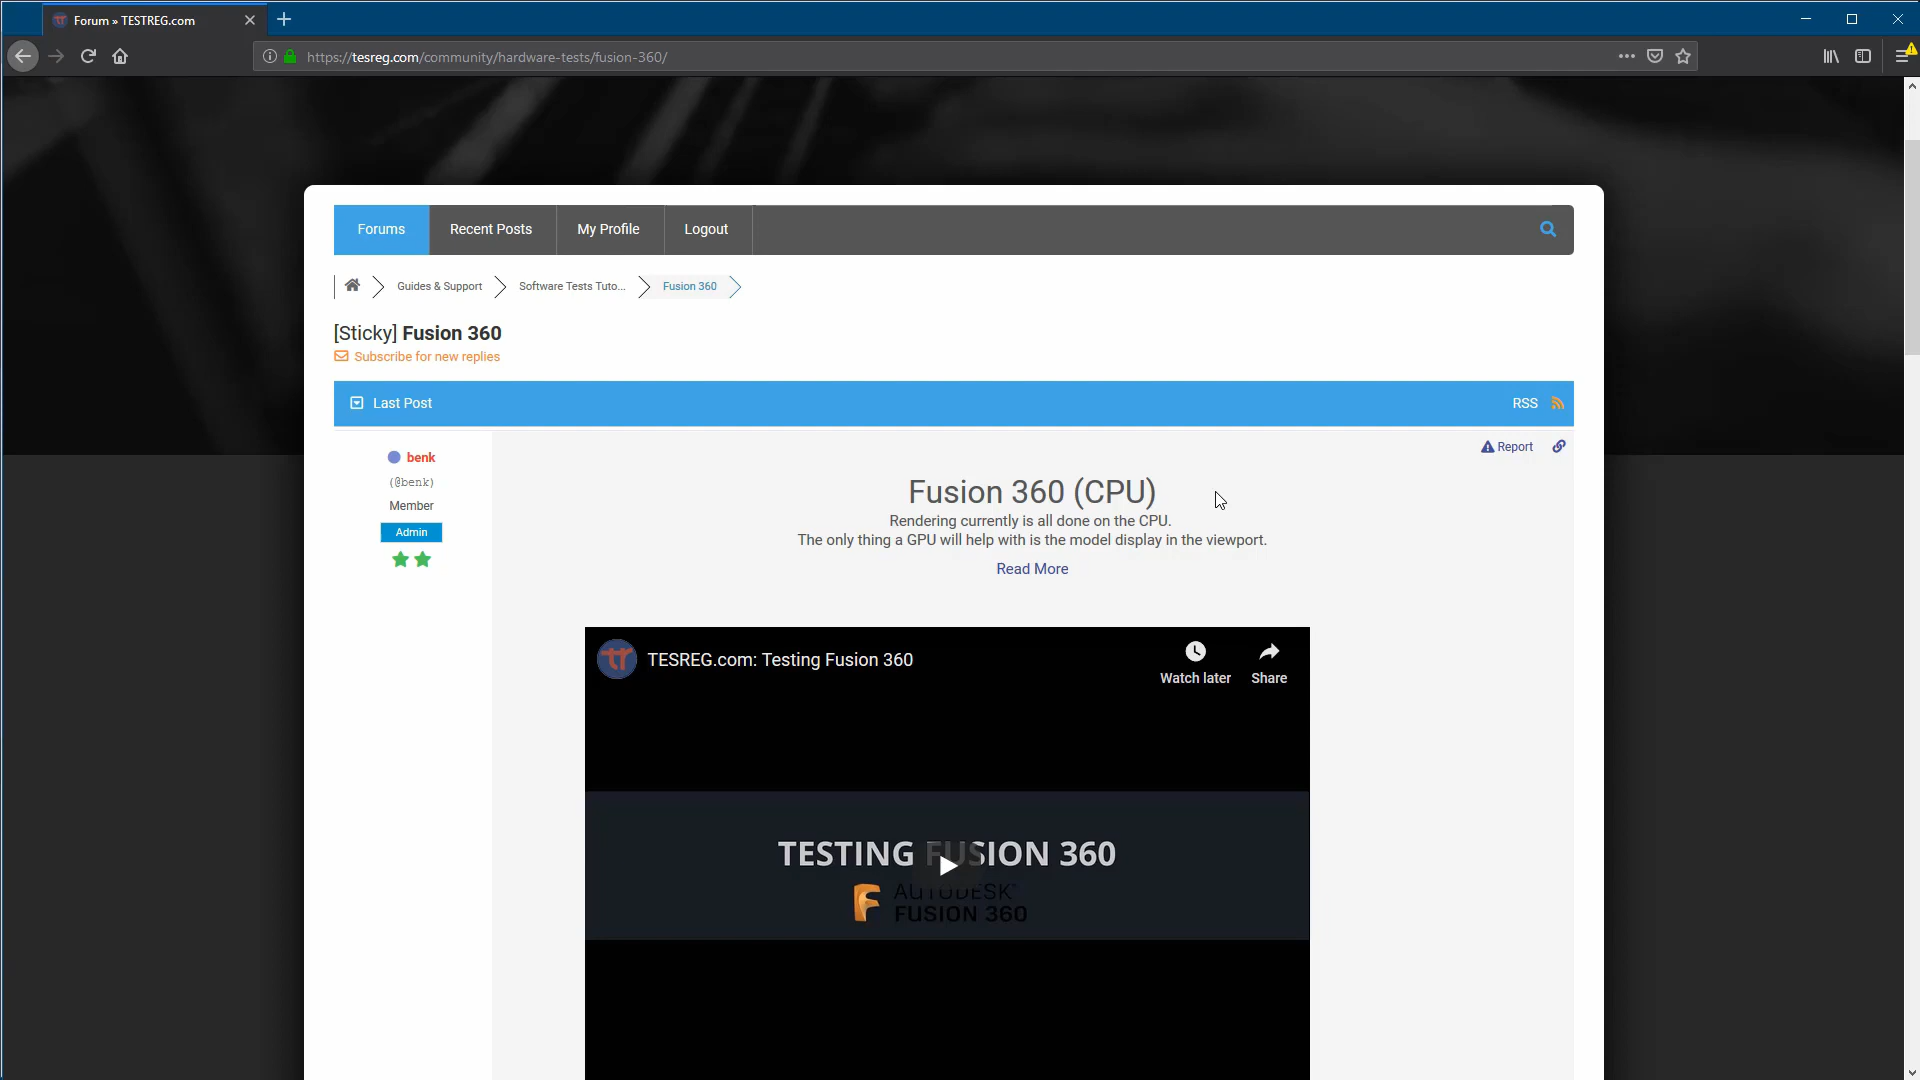 Forum » TESTREG.com
https://tesreg.com/community/hardware-tests/fusion-360/
Forums
Recent Posts
My Profile
Logout
Guides & Support
Software Tests Tuto...
Fusion 360
[Sticky] Fusion 360
Subscribe for new replies
Last Post
RSS
benk
Report
(@benk)
Member
Admin
Fusion 360 (CPU)
Rendering currently is all done on the CPU.
The only thing a GPU will help with is the model display in the viewport.
Read More
TESREG.com: Testing Fusion 360
Watch later
Share
TESTING FUSION 360
AUTODESK
FUSION 360